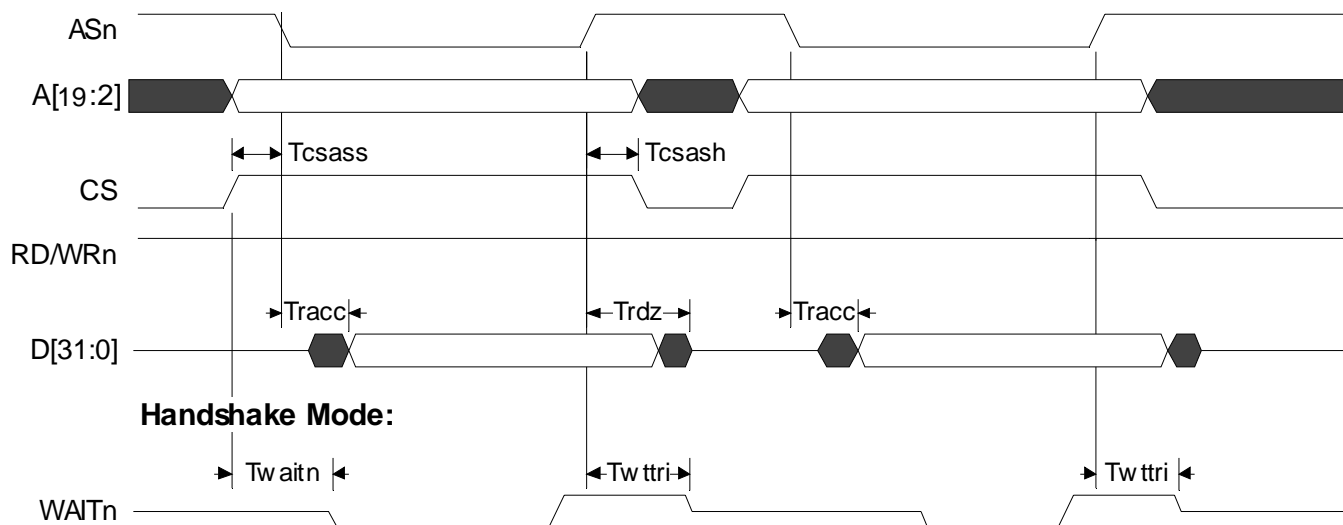 ASn
A[19:2]
Tcsass
Tcsash
CS
RD/WRn
Tracc
Trdz
Tracc
D[31:0]
Handshake Mode:
Twaitn
Twttri
Twttri
WAITn